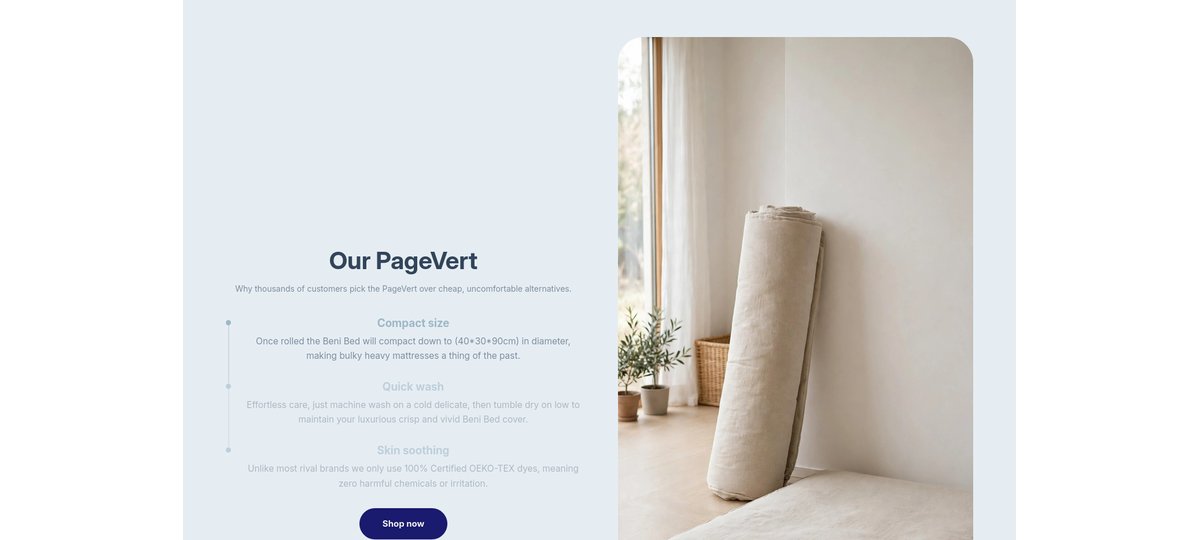 Our PageVert
Why thousands of customers pick the PageVert over cheap, uncomfortable alternatives.
Compact size
Once rolled the Beni Bed will compact down to (40*30*90cm) in diameter,
making bulky heavy mattresses a thing of the past.
Quick wash
Effortless care, just machine wash on a cold delicate, then tumble dry on low to
maintain your luxurious crisp and vivid Beni Bed cover.
Skin soothing
Unlike most rival brands we only use 100% Certified OEKO-TEX dyes, meaning
zero harmful chemicals or irritation.
Shop now